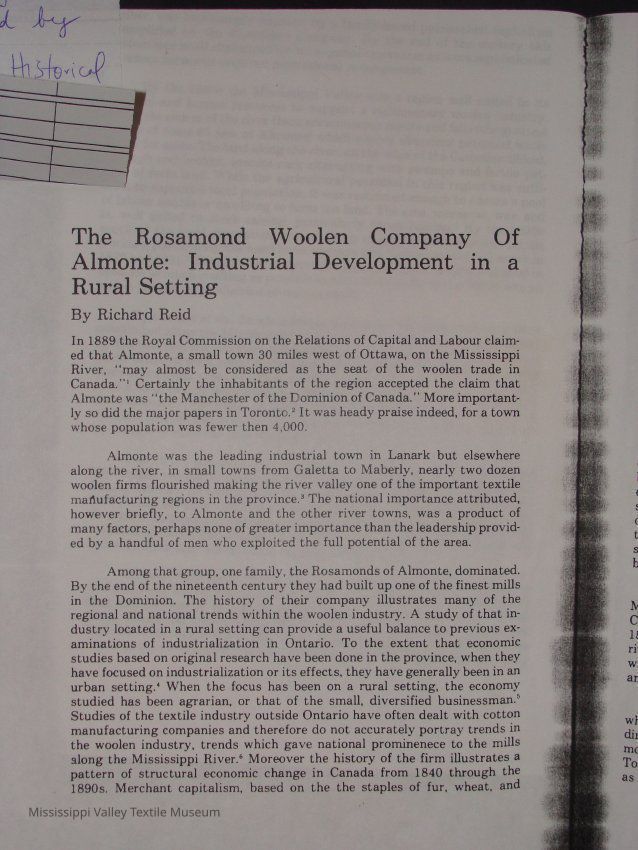 by
Historical
The Rosamond Woolen Company Of
Almonte: Industrial Development in a
Rural Setting
By Richard Reid
In 1889 the Royal Commission on the Relations of Capital and Labour claim-
ed that Almonte, a small town 30 miles west of Ottawa, on the Mississippi
River, "may almost be considered as the seat of the woolen trade in
Canada."¹ Certainly the inhabitants of the region accepted the claim that
Almonte was "the Manchester of the Dominion of Canada." More important-
ly so did the major papers in Toronto.² It was heady praise indeed, for a town
whose population was fewer then 4,000.
Almonte was the leading industrial town in Lanark but elsewhere
along the river, in small towns from Galetta to Maberly, nearly two dozen
woolen firms flourished making the river valley one of the important textile
manufacturing regions in the province.³ The national importance attributed,
however briefly, to Almonte and the other river towns, was a product of
many factors, perhaps none of greater importance than the leadership provid-
ed by a handful of men who exploited the full potential of the area.
Among that group, one family, the Rosamonds of Almonte, dominated.
By the end of the nineteenth century they had built up one of the finest mills
in the Dominion. The history of their company illustrates many of the
regional and national trends within the woolen industry. A study of that in-
dustry located in a rural setting can provide a useful balance to previous ex-
aminations of industrialization in Ontario. To the extent that economic
studies based on original research have been done in the province, when they
have focused on industrialization or its effects, they have generally been in an
urban setting.⁴ When the focus has been on a rural setting, the economy
studied has been agrarian, or that of the small, diversified businessman.⁵
Studies of the textile industry outside Ontario have often dealt with cotton
manufacturing companies and therefore do not accurately portray trends in
the woolen industry, trends which gave national prominenece to the mills
along the Mississippi River.⁶ Moreover the history of the firm illustrates a
pattern of structural economic change in Canada from 1840 through the
1890s. Merchant capitalism, based on the the staples of fur, wheat, and
Mississippi Valley Textile Museum